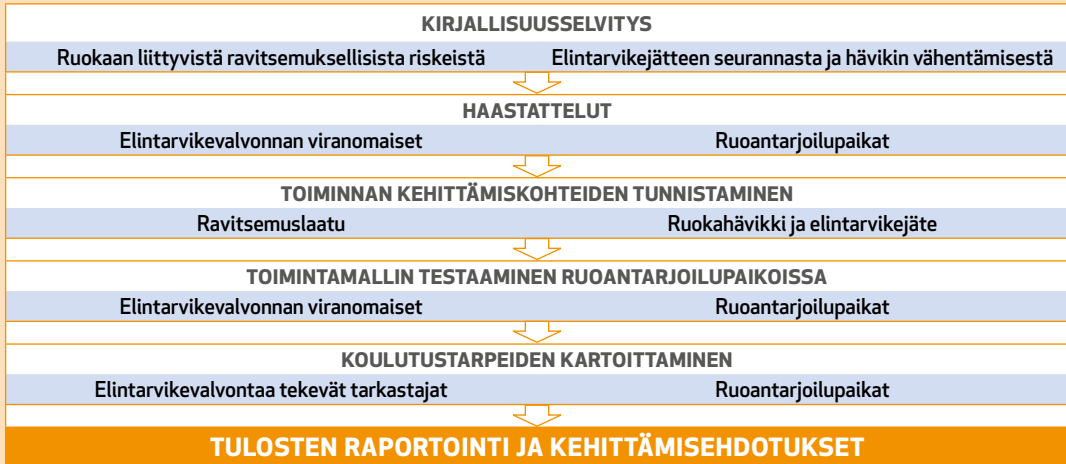 KIRJALLISUUSSELVITYS
Ruokaan liittyvistä ravitsemuksellisista riskeistä Elintarvikejätteen seurannasta ja hävikin vähentämisestä
HAASTATTELUT
Elintarvikevalvonnan viranomaiset Ruoantarjoilupaikat
TOIMINNAN KEHITTÄMISKOHTEIDEN TUNNISTAMINEN
Ravitsemuslaatu Ruokahävikki ja elintarvikejäte
TOIMINTAMALLIN TESTAAMINEN RUOANTARJOILUPAIKOISSA
Elintarvikevalvonnan viranomaiset Ruoantarjoilupaikat
KOULUTUSTARPEIDEN KARTOITTAMINEN
Elintarvikevalvontaa tekevät tarkastajat Ruoantarjoilupaikat
TULOSTEN RAPORTOINTI JA KEHITTÄMISEHDOTUKSET